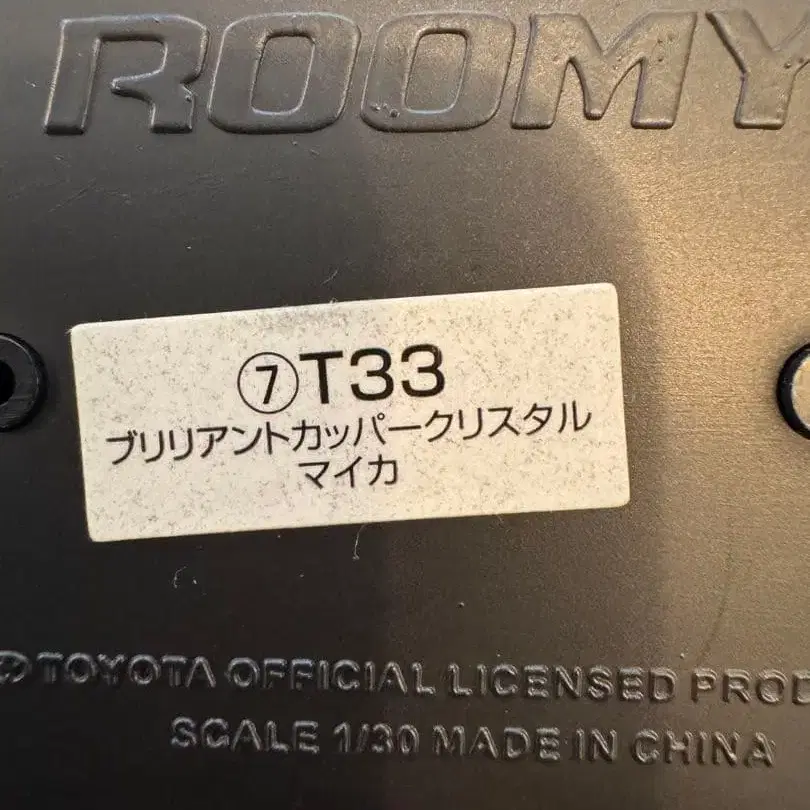 ROOMY
⑦T33
ブリリアントカッパークリスタル
マイカ
TOYOTA OFFICIAL LICENSED PROD
SCALE 1/30 MADE IN CHINA